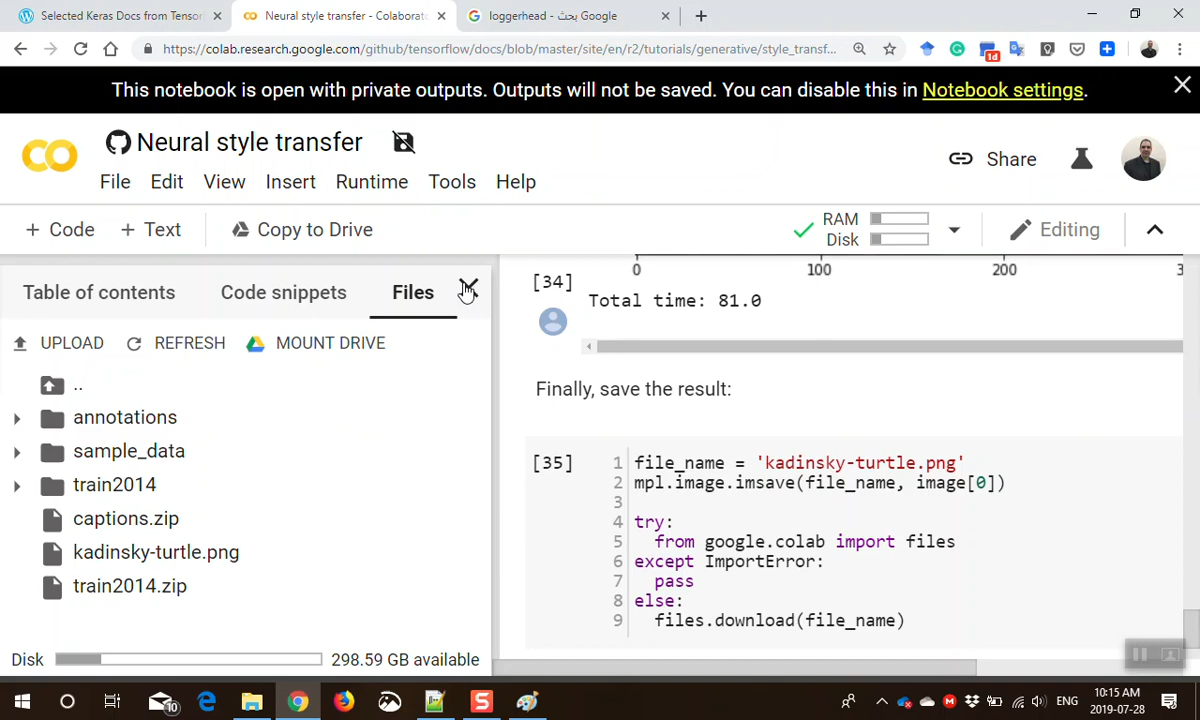 Selected Keras Docs from Tensor
Neural style transfer - Colaborato
loggerhead - بحث Google
https://colab.research.google.com/github/tensorflow/docs/blob/master/site/en/r2/tutorials/generative/style_transf...
1d
This notebook is open with private outputs. Outputs will not be saved. You can disable this in Notebook settings.
Neural style transfer
Share
File Edit View Insert Runtime Tools Help
+ Code + Text Copy to Drive
RAM
Disk
Editing
Table of contents Code snippets Files
UPLOAD REFRESH MOUNT DRIVE
..
annotations
sample_data
train2014
captions.zip
kadinsky-turtle.png
train2014.zip
Disk 298.59 GB available
0 100 200 3
[34]
Total time: 81.0
Finally, save the result:
[35]
1 file_name = 'kadinsky-turtle.png'
2 mpl.image.imsave(file_name, image[0])
3
4 try:
5 from google.colab import files
6 except ImportError:
7 pass
8 else:
9 files.download(file_name)
10
ENG
10:15 AM
2019-07-28